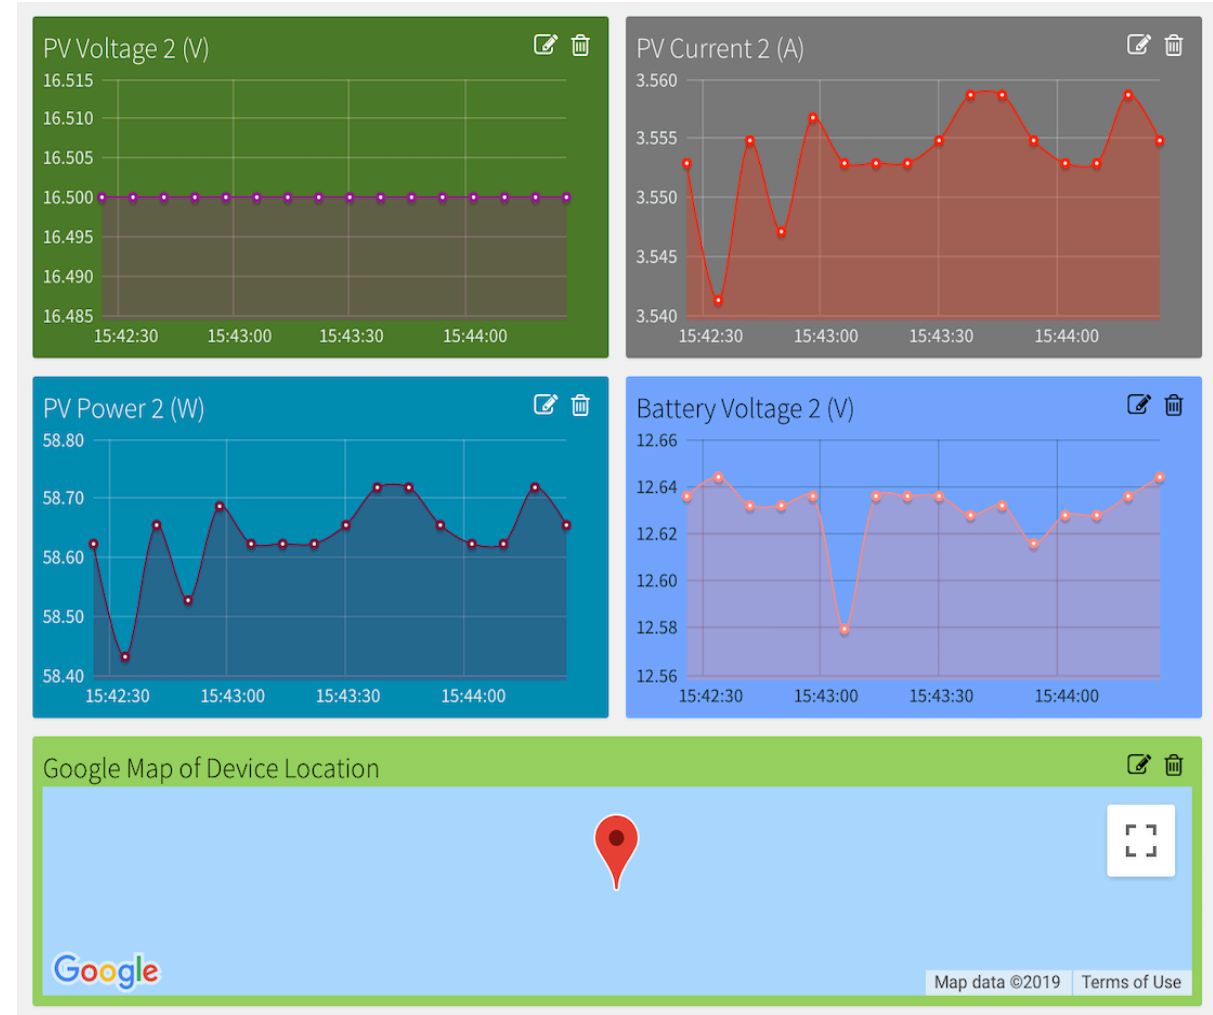 PV Voltage 2 (V)
16.515
16.510
16.505
16.500
16.495
16.490
16.485
15:42:30 15:43:00 15:43:30 15:44:00
PV Current 2 (A)
3.560
3.555
3.550
3.545
3.540
15:42:30 15:43:00 15:43:30 15:44:00
PV Power 2 (W)
58.80
58.70
58.60
58.50
58.40
15:42:30 15:43:00 15:43:30 15:44:00
Battery Voltage 2 (V)
12.66
12.64
12.62
12.60
12.58
12.56
15:42:30 15:43:00 15:43:30 15:44:00
Google Map of Device Location
Google
Map data ©2019 Terms of Use